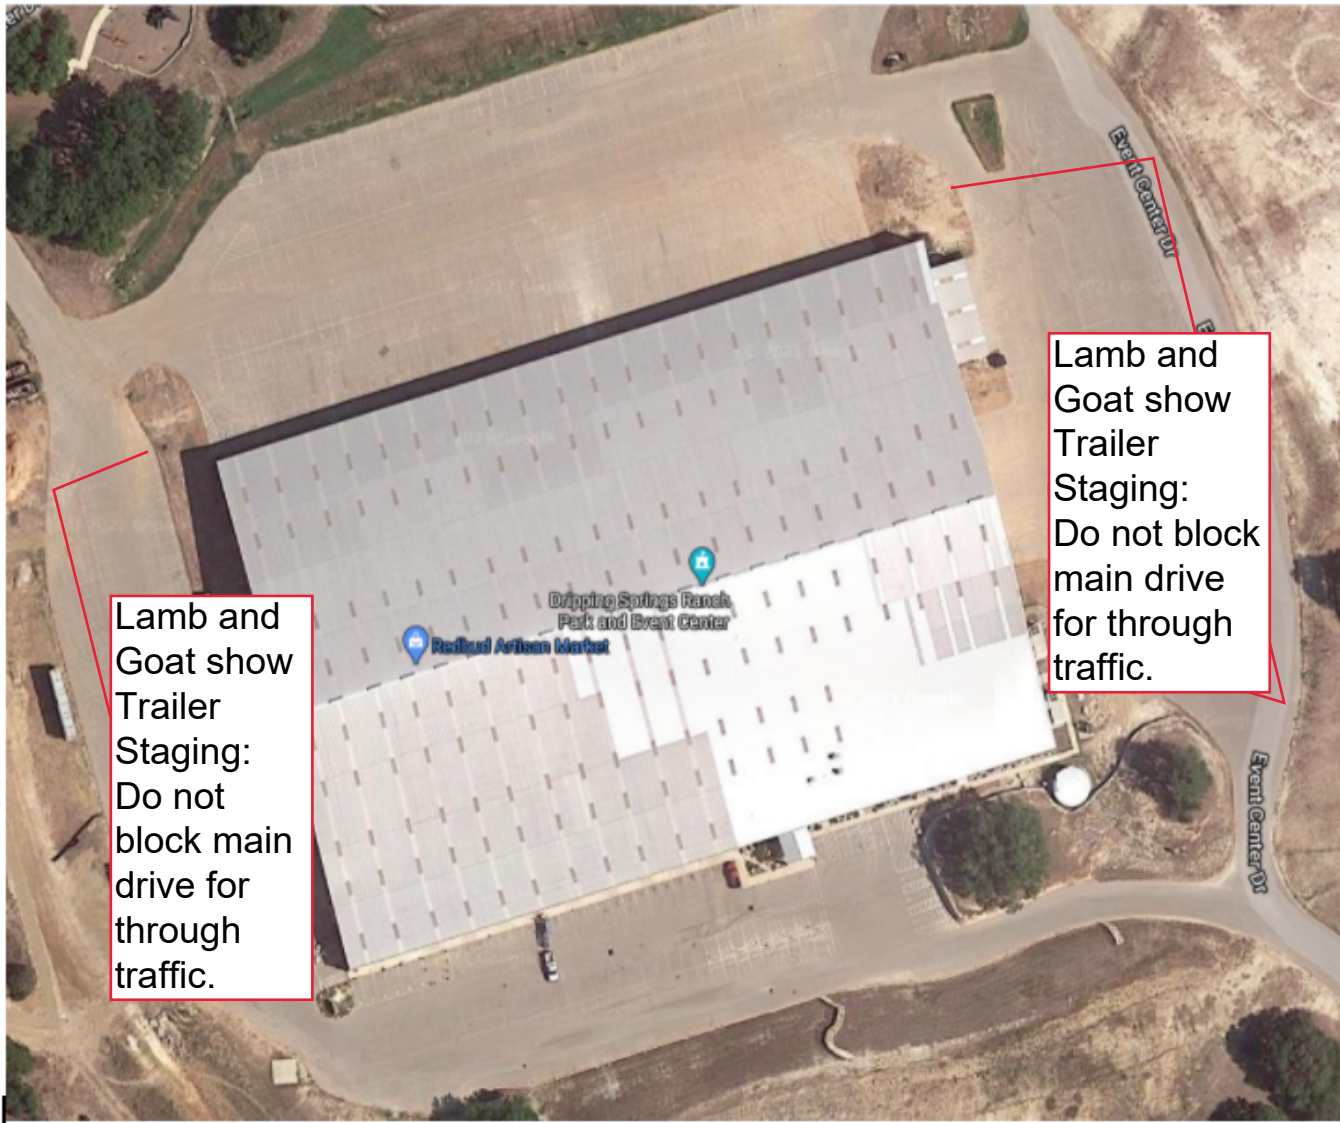 Event Center Dr
Lamb and
Goat show
Trailer
Staging:
Do not block
main drive
for through
traffic.
Dripping Springs Ranch
Park and Event Center
Redbud Artisan Market
Lamb and
Goat show
Trailer
Staging:
Do not
block main
drive for
through
traffic.
Event Center Dr